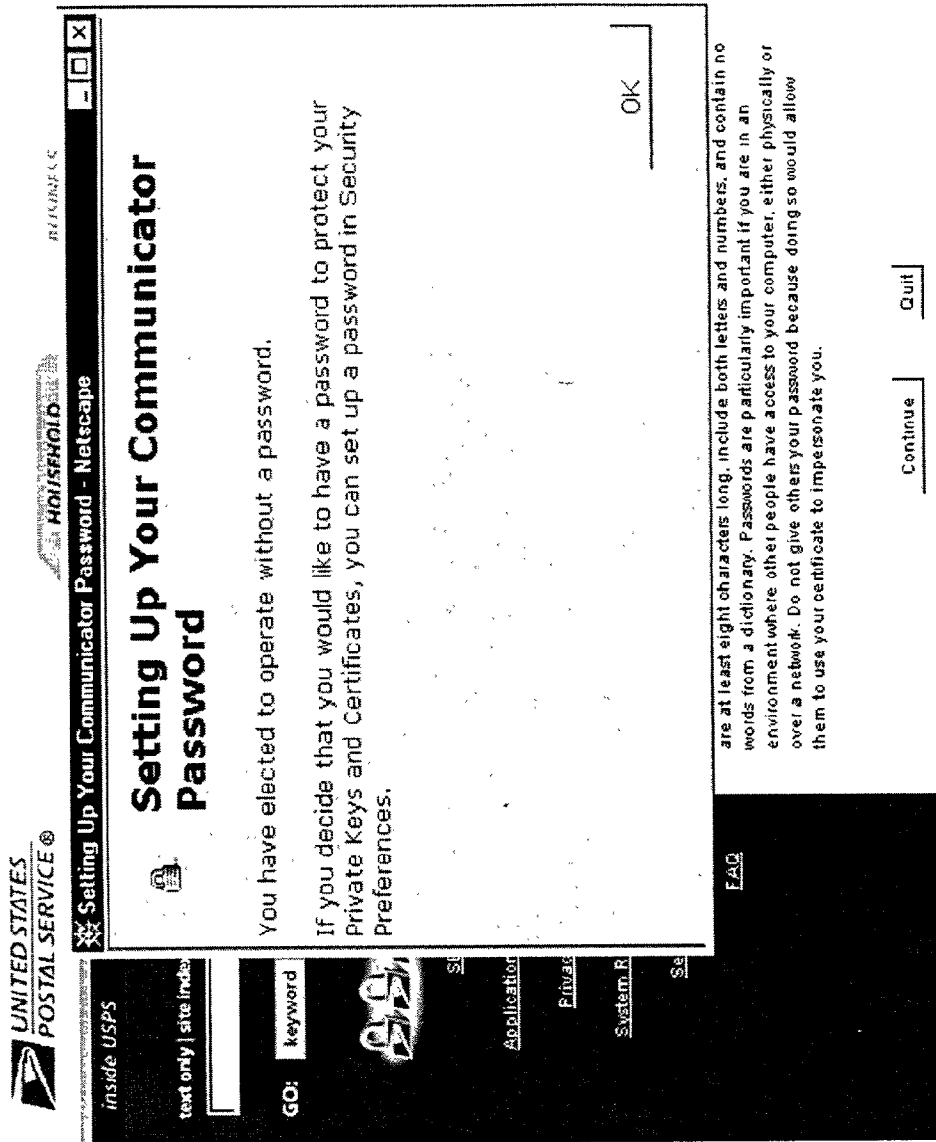 UNITED STATES
POSTAL SERVICE ®
HOUSEHOLD
Setting Up Your Communicator Password - Netscape
inside USPS
text only | site index
GO: keyword
Application
Privac
System R
Se
FAQ
Setting Up Your Communicator
Password
You have elected to operate without a password.
If you decide that you would like to have a password to protect your
Private Keys and Certificates, you can set up a password in Security
Preferences.
OK
are at least eight characters long, include both letters and numbers, and contain no
words from a dictionary. Passwords are particularly important if you are in an
environment where other people have access to your computer, either physically or
over a network. Do not give others your password because doing so would allow
them to use your certificate to impersonate you.
Continue
Quit